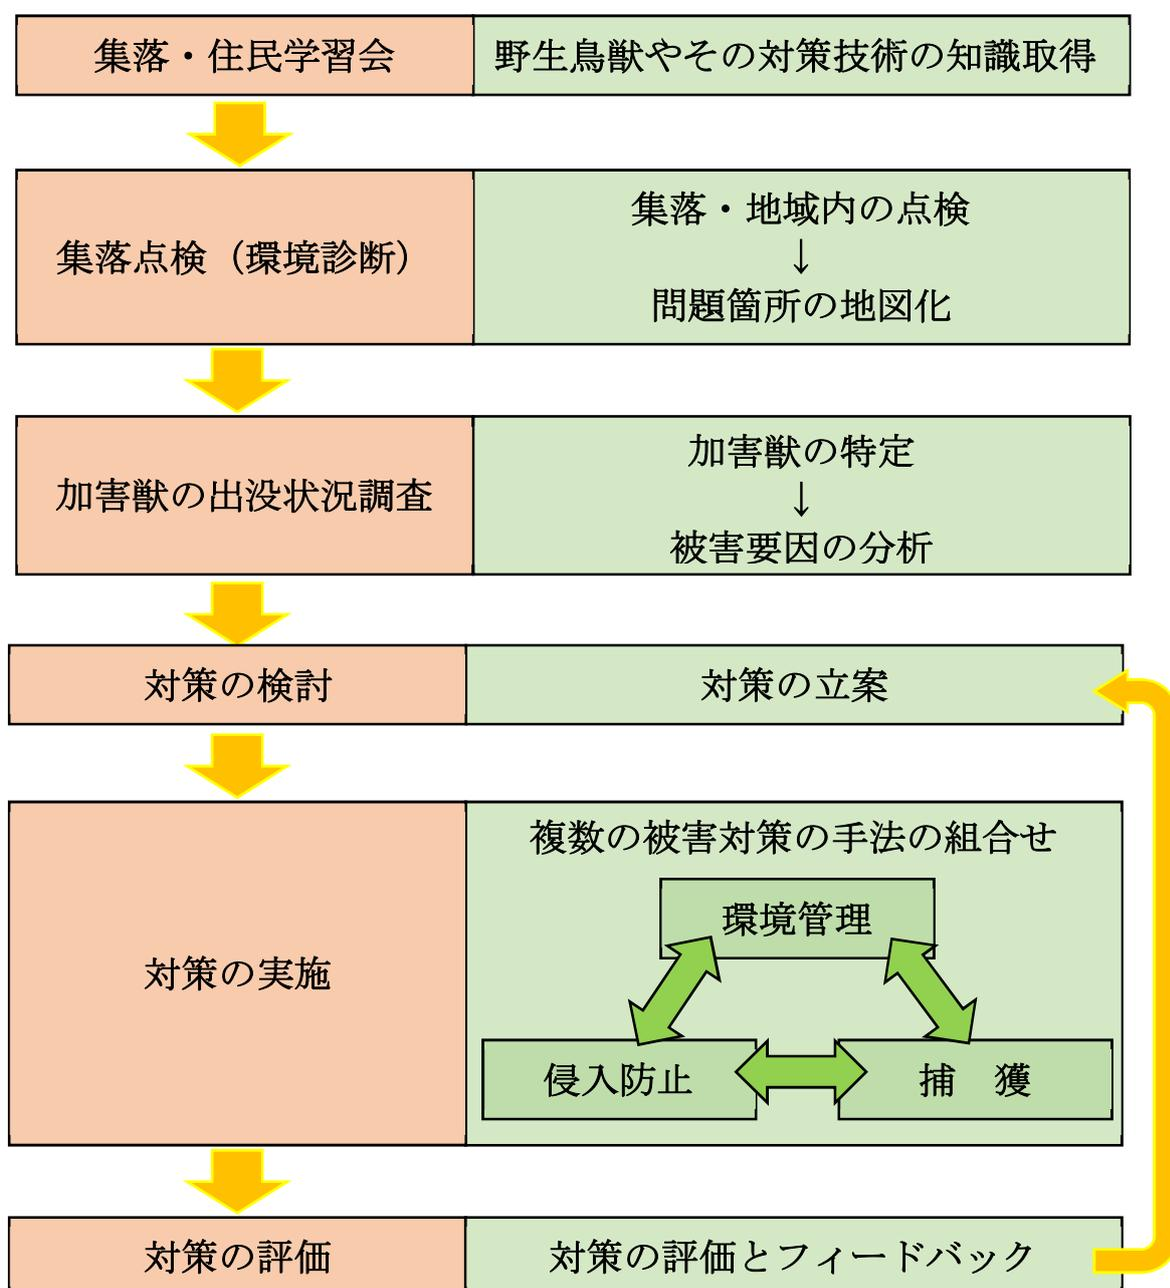 集落・住民学習会
野生鳥獣やその対策技術の知識取得
集落点検（環境診断）
集落・地域内の点検
↓
問題箇所の地図化
加害獣の出没状況調査
加害獣の特定
↓
被害要因の分析
対策の検討
対策の立案
対策の実施
複数の被害対策の手法の組合せ
環境管理
侵入防止
捕　獲
対策の評価
対策の評価とフィードバック